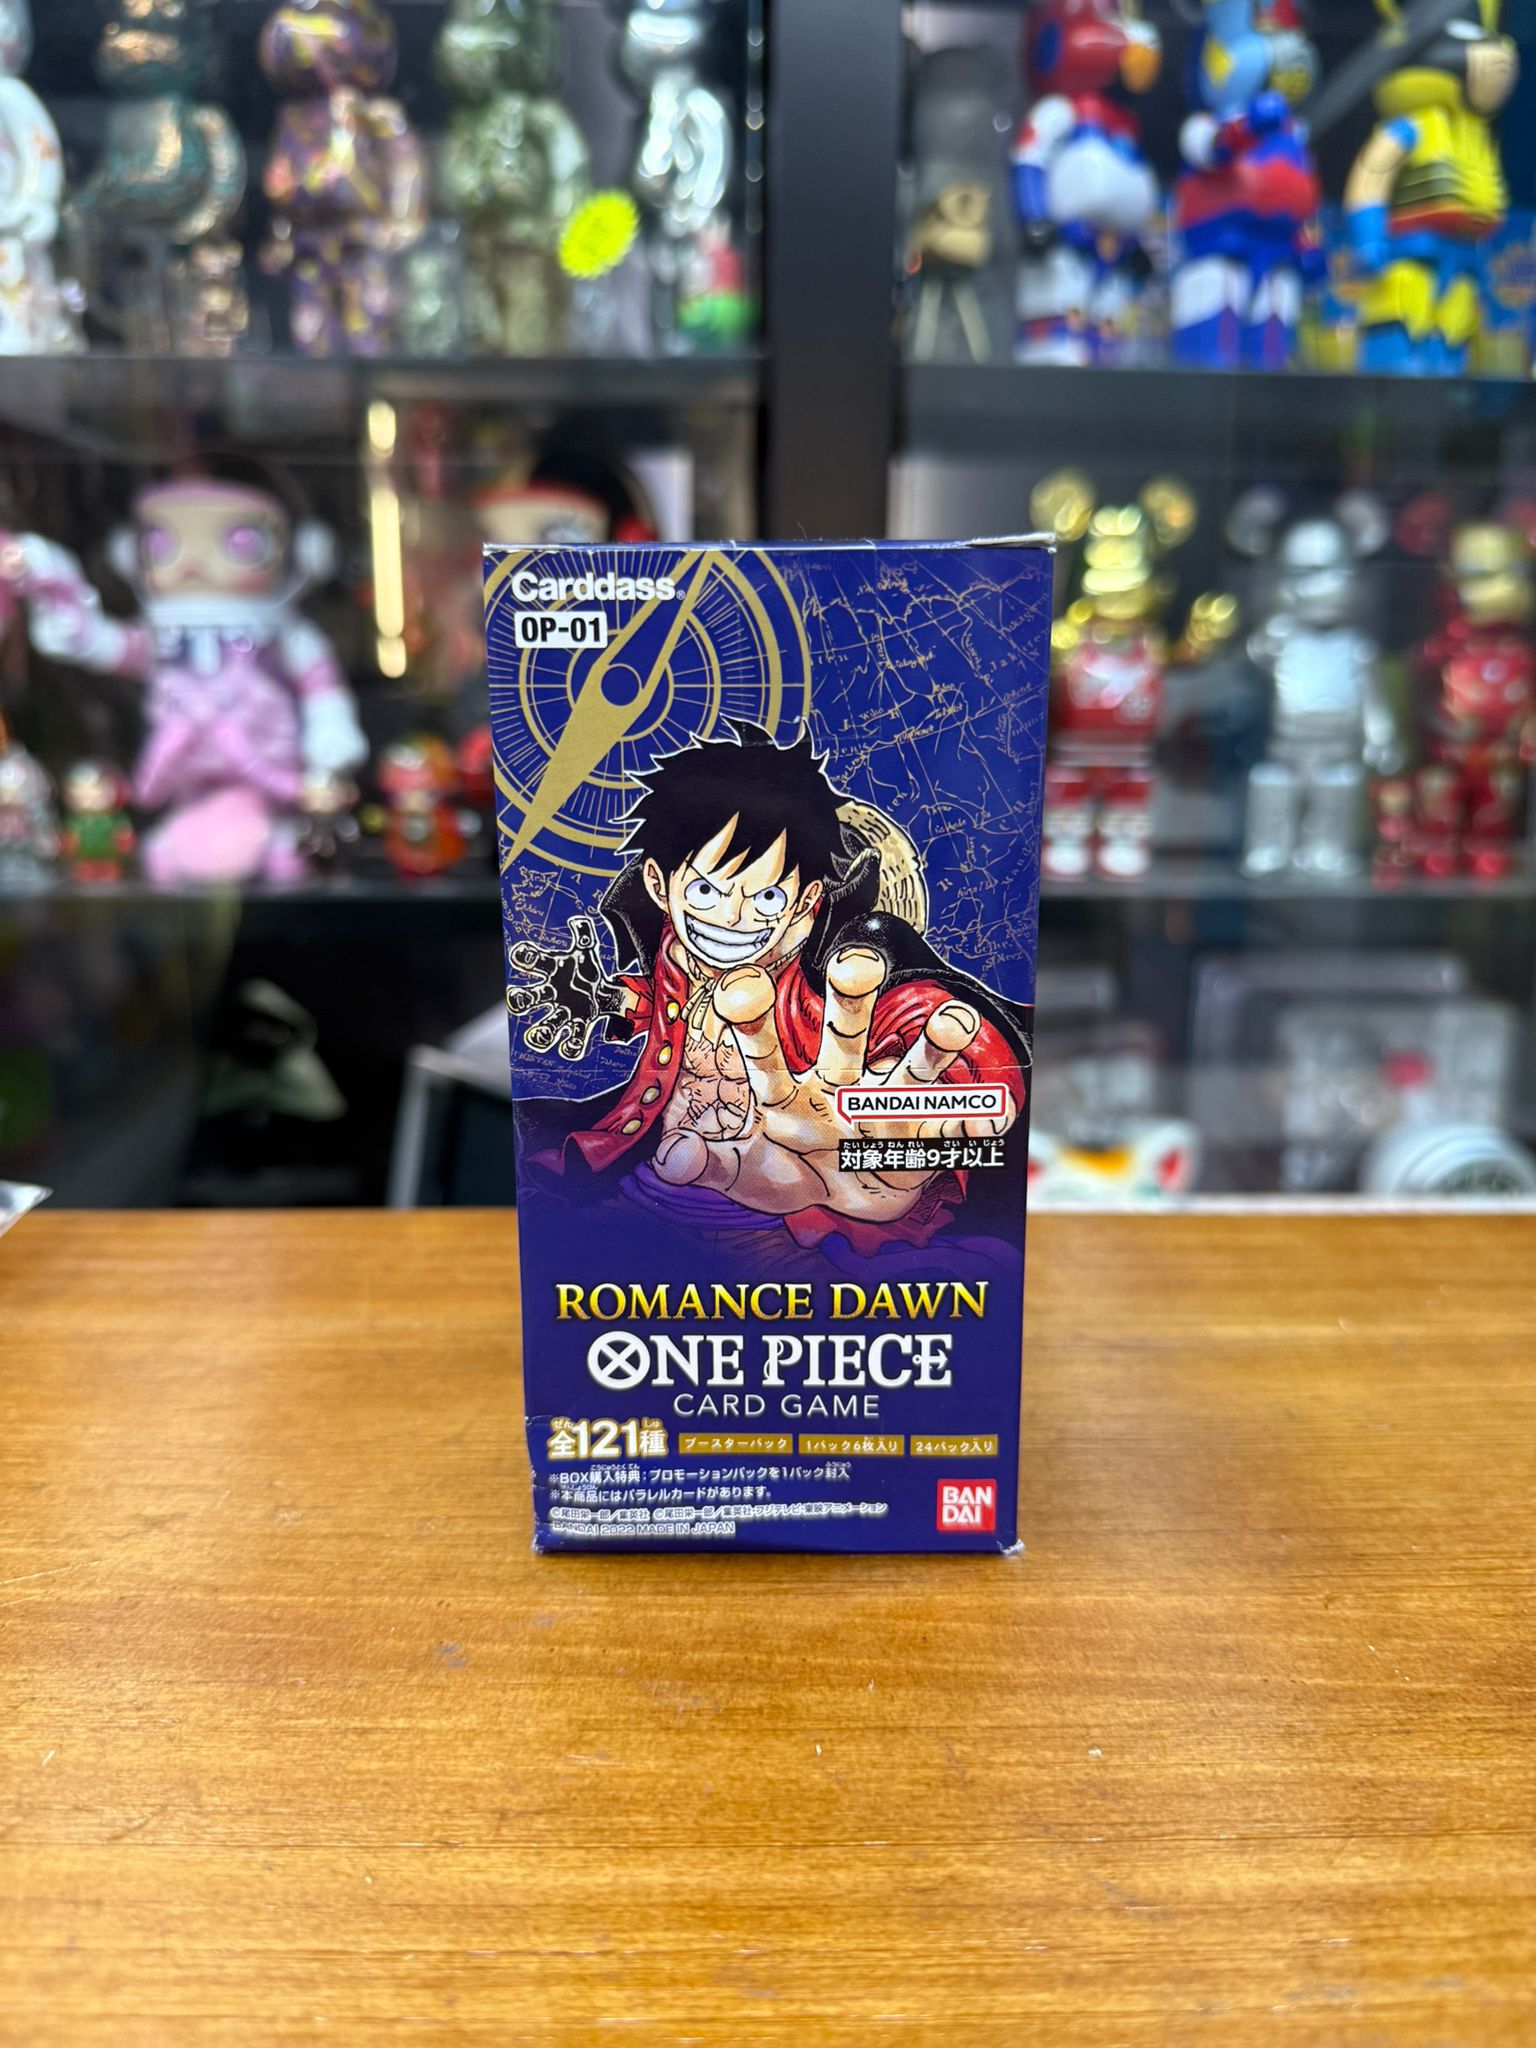 Carddass®
OP-01
BANDAI NAMCO
たいしょう ねん れい さい い じょう
対象年齢9才以上
ROMANCE DAWN
ONE PIECE
CARD GAME
ぜん しゅ
全121種
ブースターパック 1パック6枚入り 24パック入り
※BOX購入特典：プロモーションパックを1パック封入
※本商品にはパラレルカードがあります。
©尾田栄一郎／集英社 ©尾田栄一郎／集英社・フジテレビ・東映アニメーション
BANDAI 2022 MADE IN JAPAN
BAN
DAI